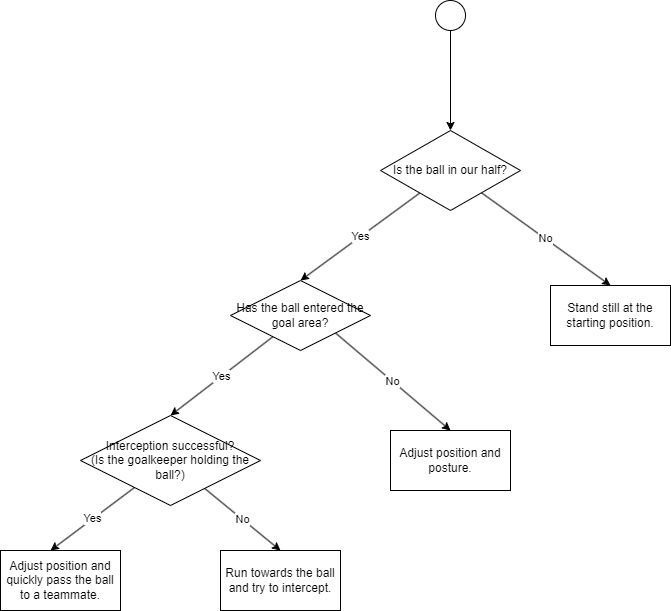 Is the ball in our half?
Yes
No
Has the ball entered the
goal area?
Stand still at the
starting position.
Yes
No
Interception successful?
(Is the goalkeeper holding the
ball?)
Adjust position and
posture.
Yes
No
Adjust position and
quickly pass the ball
to a teammate.
Run towards the ball
and try to intercept.